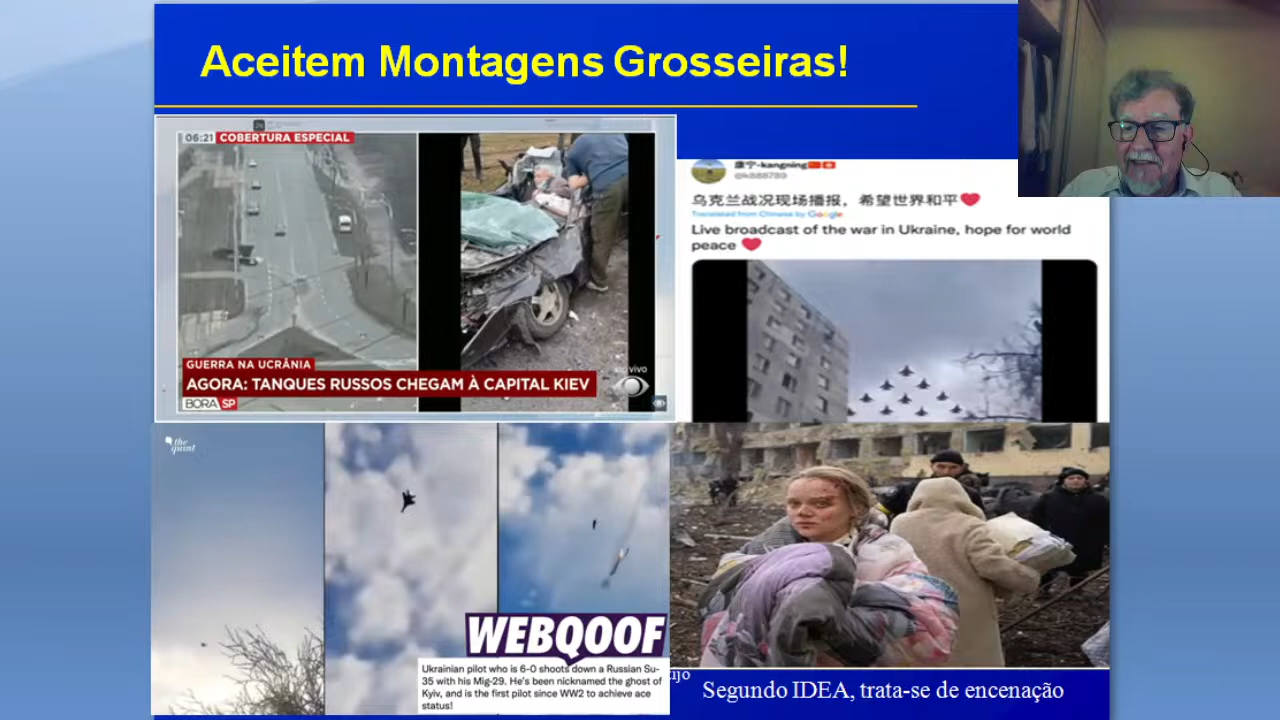 Aceitem Montagens Grosseiras!
06:21 COBERTURA ESPECIAL
GUERRA NA UCRÂNIA
AGORA: TANQUES RUSSOS CHEGAM À CAPITAL KIEV
BORA SP
VIVO
康宁-kangning
乌克兰战况现场播报，希望世界和平
Translated from Chinese by Google
Live broadcast of the war in Ukraine, hope for world
peace
the
quint
WEBQOOF
Ukrainian pilot who is 6-0 shoots down a Russian Su-
35 with his Mig-29. He's been nicknamed the ghost of
Kyiv, and is the first pilot since WW2 to achieve ace
status!
Segundo IDEA, trata-se de encenação